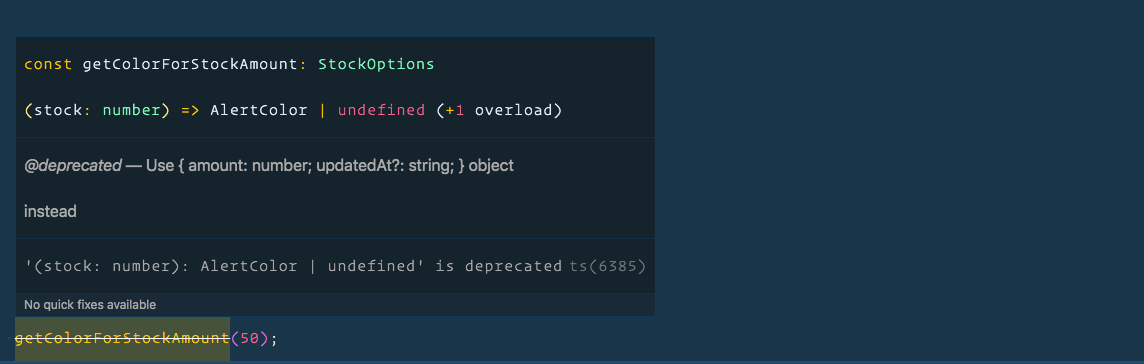 const getColorForStockAmount: StockOptions
(stock: number) => AlertColor | undefined (+1 overload)
@deprecated — Use { amount: number; updatedAt?: string; } object
instead
'(stock: number): AlertColor | undefined' is deprecated ts(6385)
No quick fixes available
getColorForStockAmount(50);